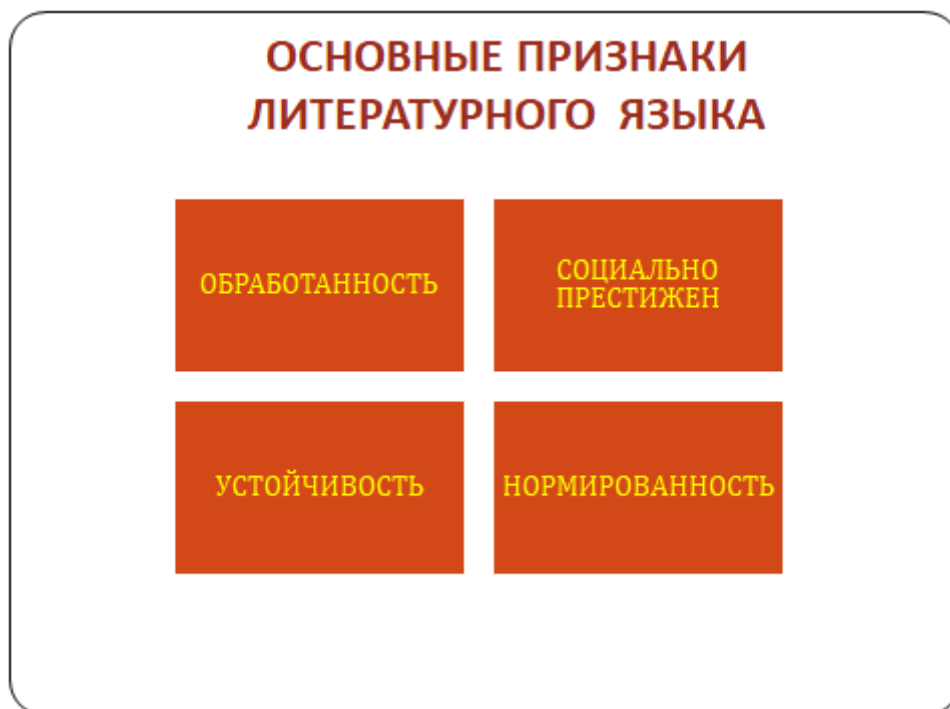 ОСНОВНЫЕ ПРИЗНАКИ
ЛИТЕРАТУРНОГО ЯЗЫКА
ОБРАБОТАННОСТЬ
СОЦИАЛЬНО
ПРЕСТИЖЕН
УСТОЙЧИВОСТЬ
НОРМИРОВАННОСТЬ